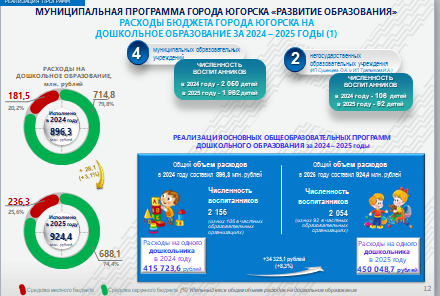 РЕАЛИЗАЦИЯ ПРОГРАММ
МУНИЦИПАЛЬНАЯ ПРОГРАММА ГОРОДА ЮГОРСКА «РАЗВИТИЕ ОБРАЗОВАНИЯ»
РАСХОДЫ БЮДЖЕТА ГОРОДА ЮГОРСКА НА
ДОШКОЛЬНОЕ ОБРАЗОВАНИЕ ЗА 2024 – 2025 ГОДЫ (1)
4
муниципальных образовательных
учреждений
ЧИСЛЕННОСТЬ
ВОСПИТАННИКОВ
в 2024 году - 2 050 детей
в 2025 году - 1 962 детей
2
негосударственных
образовательных учреждения
ЧИСЛЕННОСТЬ
ВОСПИТАННИКОВ
в 2024 году - 106 детей
в 2025 году - 92 детей
РАСХОДЫ НА
ДОШКОЛЬНОЕ ОБРАЗОВАНИЕ,
млн. рублей
181,5
20,2%
714,8
79,8%
Исполнено
в 2024 году
896,3
млн. рублей
+ 28,1
(+3,1%)
236,3
25,6%
Исполнено
в 2025 году
924,4
млн. рублей
688,1
74,4%
РЕАЛИЗАЦИЯ ОСНОВНЫХ ОБЩЕОБРАЗОВАТЕЛЬНЫХ ПРОГРАММ
ДОШКОЛЬНОГО ОБРАЗОВАНИЯ за 2024 – 2025 годы
Общий объем расходов
в 2024 году составил 896,3 млн. рублей
Численность
воспитанников
2 156
(из них 106 в частных
образовательных
организациях)
Расходы на одного
дошкольника
в 2024 году
415 723,6 рублей
+34 325,1 рублей
(+8,3%)
Общий объем расходов
в 2025 году составил 924,4 млн. рублей
Численность
воспитанников
2 054
(из них 92 в частных
образовательных
организациях)
Расходы на одного
дошкольника
в 2025 году
450 048,7 рублей
Средства местного бюджета
Средства окружного бюджета
12